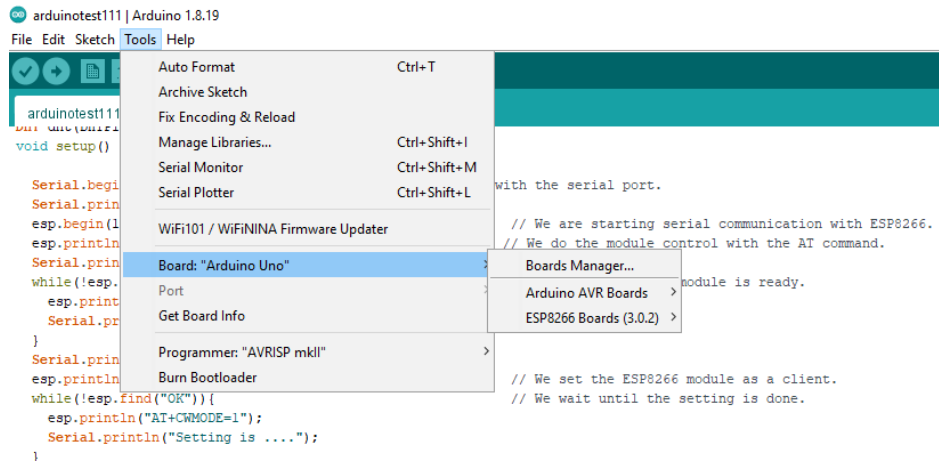 arduinotest111 | Arduino 1.8.19
File Edit Sketch Tools Help
arduinotest111
void setup()
Serial.begi
with the serial port.
Serial.prin
esp.begin(l
// We are starting serial communication with ESP8266.
esp.println
// We do the module control with the AT command.
Serial.prin
while(!esp.
module is ready.
esp.print
Serial.pr
}
Serial.prin
esp.println
// We set the ESP8266 module as a client.
while(!esp.find("OK")){
// We wait until the setting is done.
esp.println("AT+CWMODE=1");
Serial.println("Setting is ....");
}
Auto Format Ctrl+T
Archive Sketch
Fix Encoding & Reload
Manage Libraries... Ctrl+Shift+I
Serial Monitor Ctrl+Shift+M
Serial Plotter Ctrl+Shift+L
WiFi101 / WiFiNINA Firmware Updater
Board: "Arduino Uno"
Port
Get Board Info
Programmer: "AVRISP mkII"
Burn Bootloader
Boards Manager...
Arduino AVR Boards
ESP8266 Boards (3.0.2)